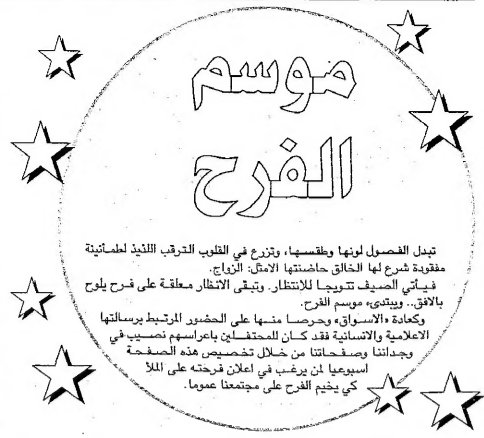 موسم
الفرح
تبدل الفصول لونها وطقسها، وتزرع في القلوب الترقب اللذيذ لطمأنينة
مفقودة شرع لها الخالق حاضنتها الامثل: الزواج.
فيأتي الصيف تتويجا للانتظار. وتبقى الانظار معلقة على فرح يلوح
بالافق.. ويبتدىء موسم الفرح.
وكعادة «الاسواق» وحرصا منها على الحضور المرتبط برسالتها
الاعلامية والانسانية فقد كان للمحتفلين باعراسهم نصيب في
وجداننا وصفحاتنا من خلال تخصيص هذه الصفحة
اسبوعيا لمن يرغب في اعلان فرحته على الملأ
كي يخيم الفرح على مجتمعنا عموما.